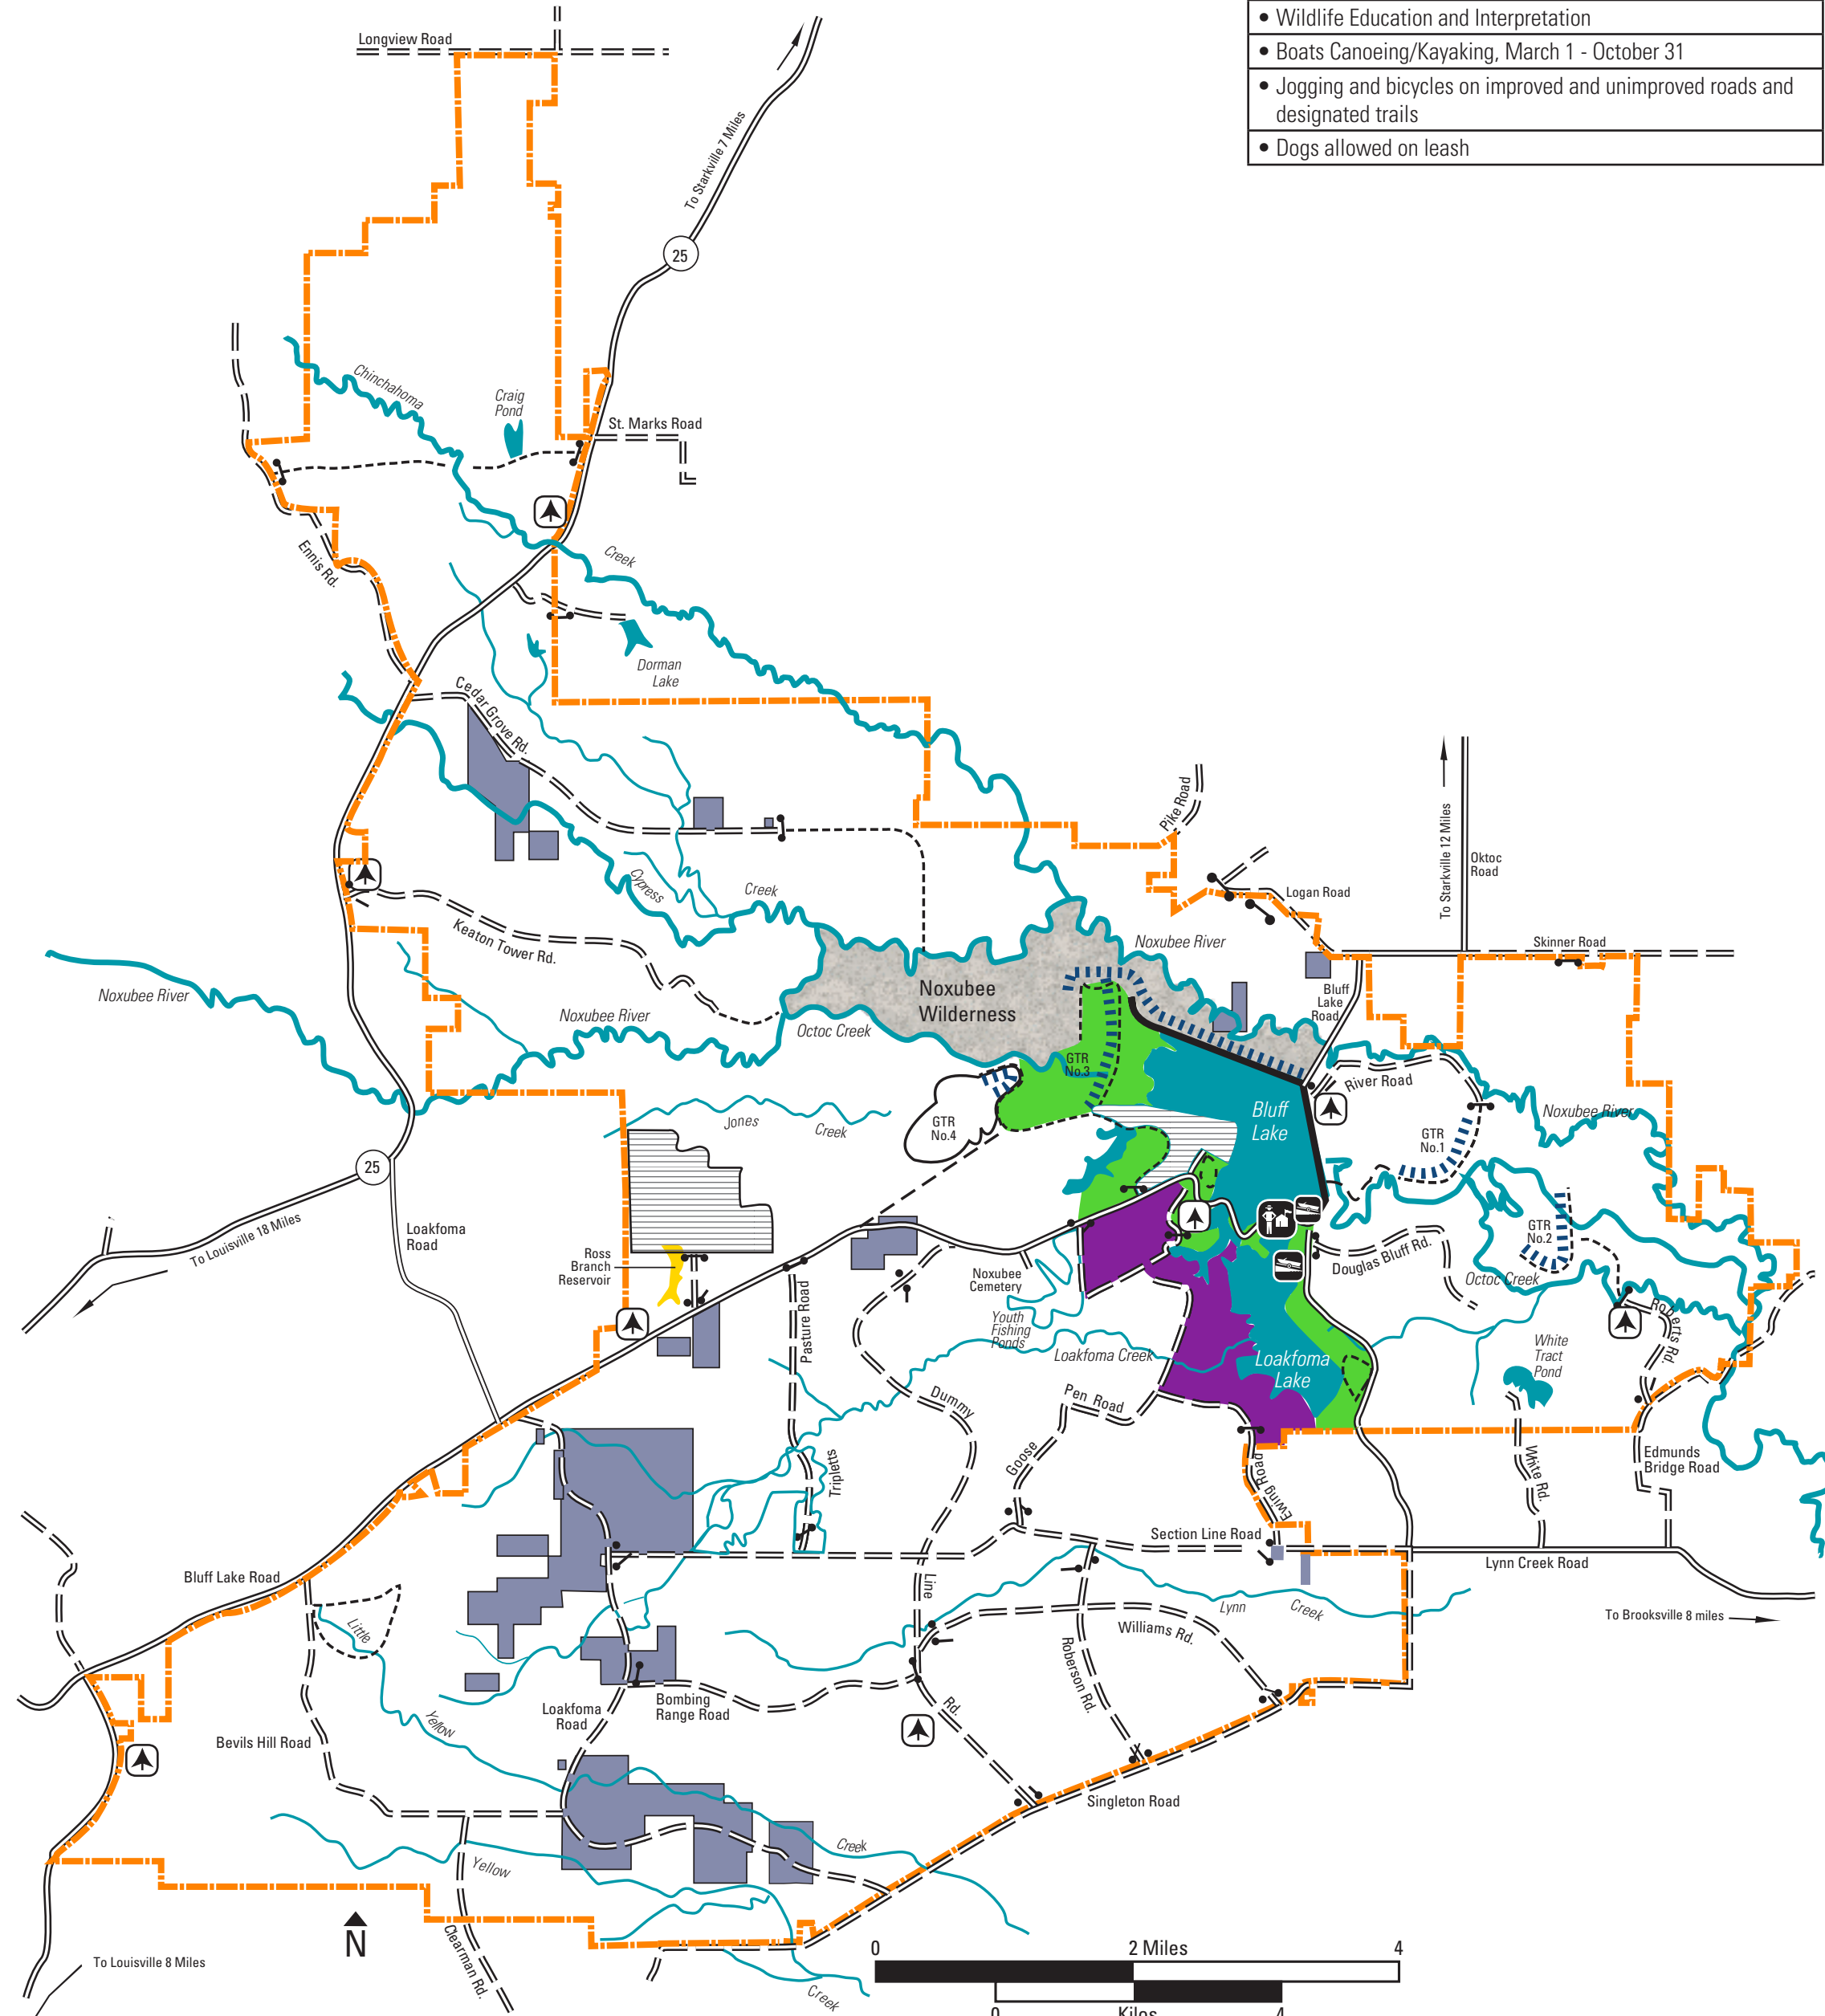 • Wildlife Education and Interpretation
• Boats Canoeing/Kayaking, March 1 - October 31
• Jogging and bicycles on improved and unimproved roads and
designated trails
• Dogs allowed on leash
Longview Road
To Starkville 7 Miles
25
Chinchahoma
Craig
Pond
St. Marks Road
Ennis Rd.
Creek
Dorman
Lake
Cedar Grove Rd.
Pike Road
To Starkville 12 Miles
Oktoc
Road
Cypress
Creek
Logan Road
Keaton Tower Rd.
Noxubee River
Skinner Road
Noxubee River
Noxubee
Wilderness
Bluff
Lake
Road
Noxubee River
Octoc Creek
GTR
No.3
River Road
Bluff
Lake
Noxubee River
Jones
Creek
GTR
No.4
GTR
No.1
25
To Louisville 18 Miles
Loakfoma
Road
GTR
No.2
Ross
Branch
Reservoir
Douglas Bluff Rd.
Octoc Creek
Noxubee
Cemetery
Pasture Road
Youth
Fishing
Ponds
Loakfoma Creek
Loakfoma
Lake
White
Tract
Pond
Roberts Rd.
Dummy
Pen Road
Goose
Tripletts
Ewing Road
White Rd.
Edmunds
Bridge Road
Section Line Road
Lynn Creek Road
Bluff Lake Road
Line
Lynn
Creek
To Brooksville 8 miles
Little
Williams Rd.
Roberson Rd.
Loakfoma
Road
Bombing
Range Road
Rd.
Yellow
Bevils Hill Road
Singleton Road
Creek
Yellow
N
Clearman Rd.
To Louisville 8 Miles
Creek
0
2 Miles
4
0
Kilos
4